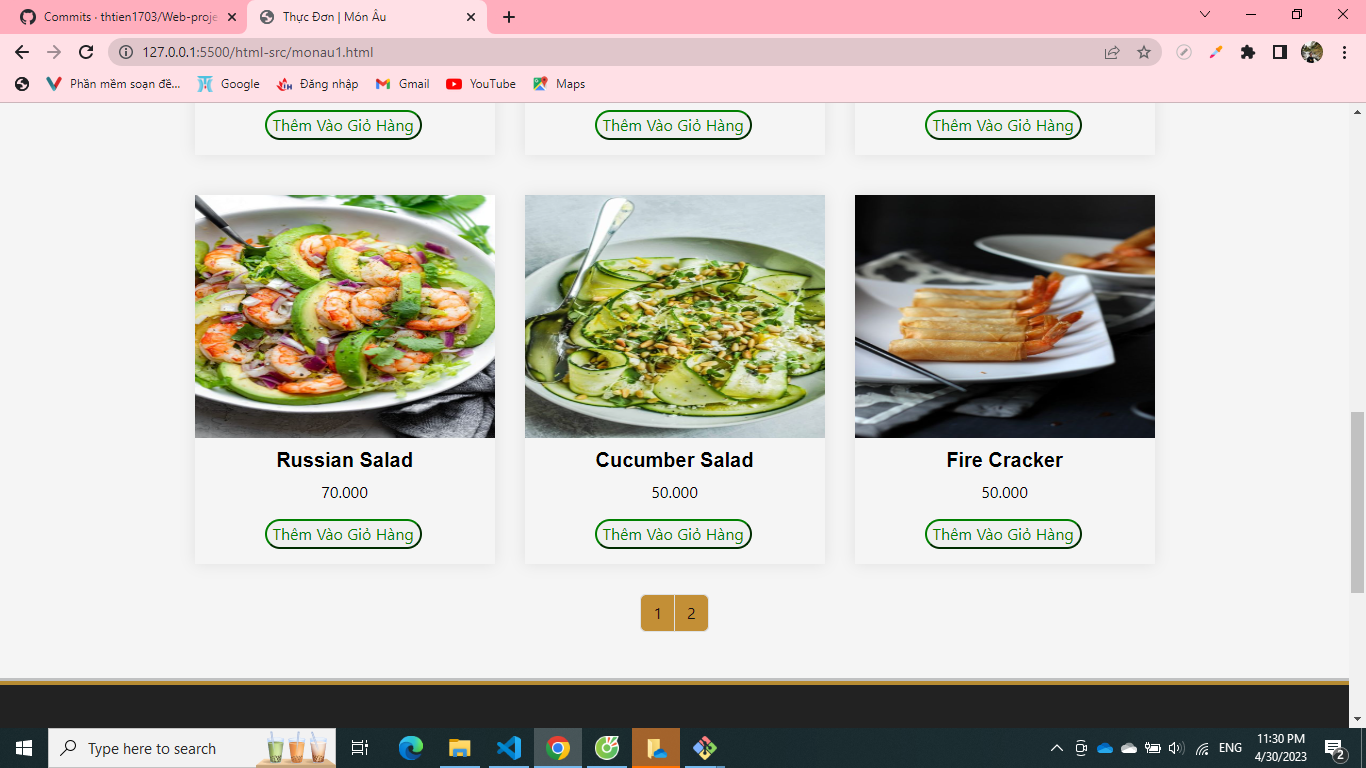 Commits · thtien1703/Web-proje
Thực Đơn | Món Âu
127.0.0.1:5500/html-src/monau1.html
Phần mềm soạn đề...
Google
Đăng nhập
Gmail
YouTube
Maps
Thêm Vào Giỏ Hàng
Thêm Vào Giỏ Hàng
Thêm Vào Giỏ Hàng
Russian Salad
70.000
Thêm Vào Giỏ Hàng
Cucumber Salad
50.000
Thêm Vào Giỏ Hàng
Fire Cracker
50.000
Thêm Vào Giỏ Hàng
1
2
Type here to search
ENG
11:30 PM
4/30/2023
2